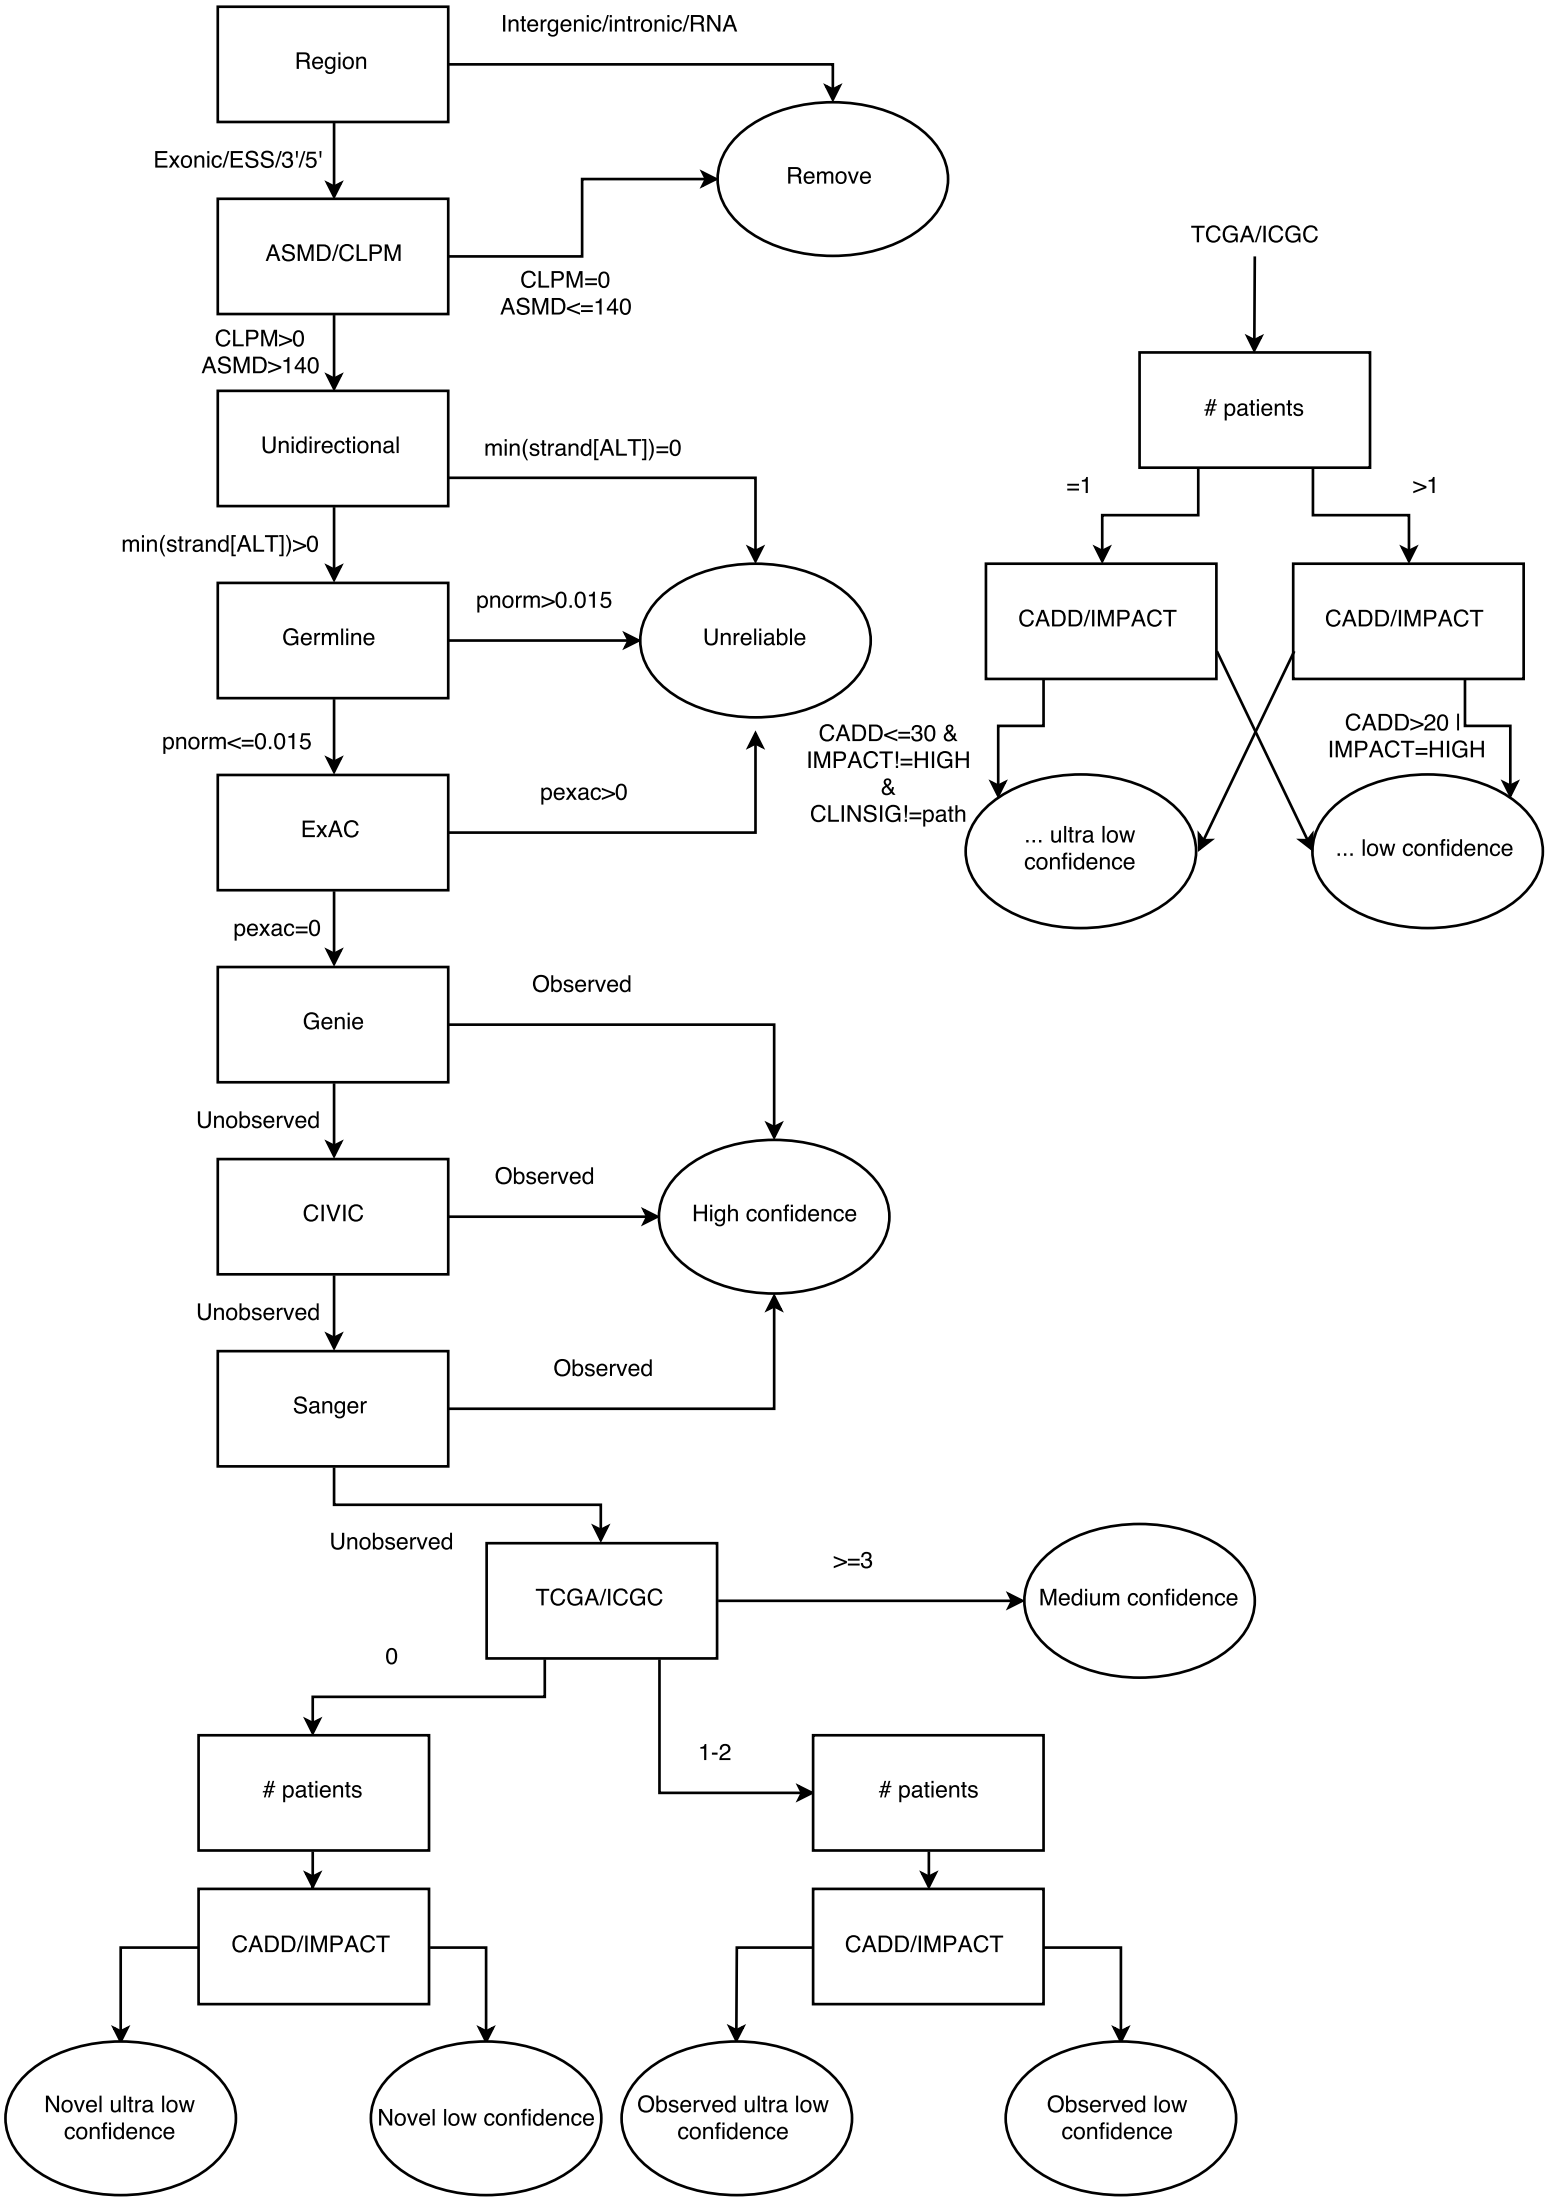 Intergenic/intronic/RNA
Region
Exonic/ESS/3'/5'
Remove
ASMD/CLPM
CLPM=0
ASMD<=140
CLPM>0
ASMD>140
Unidirectional
min(strand[ALT])=0
min(strand[ALT])>0
Germline
pnorm>0.015
Unreliable
pnorm<=0.015
ExAC
pexac>0
pexac=0
Genie
Observed
Unobserved
CIVIC
Observed
High confidence
Unobserved
Sanger
Observed
Unobserved
TCGA/ICGC
>=3
Medium confidence
0
1-2
# patients
# patients
CADD/IMPACT
CADD/IMPACT
Novel ultra low
confidence
Novel low confidence
Observed ultra low
confidence
Observed low
confidence
TCGA/ICGC
# patients
=1
>1
CADD/IMPACT
CADD/IMPACT
CADD<=30 &
IMPACT!=HIGH
&
CLINSIG!=path
CADD>20 |
IMPACT=HIGH
... ultra low
confidence
... low confidence